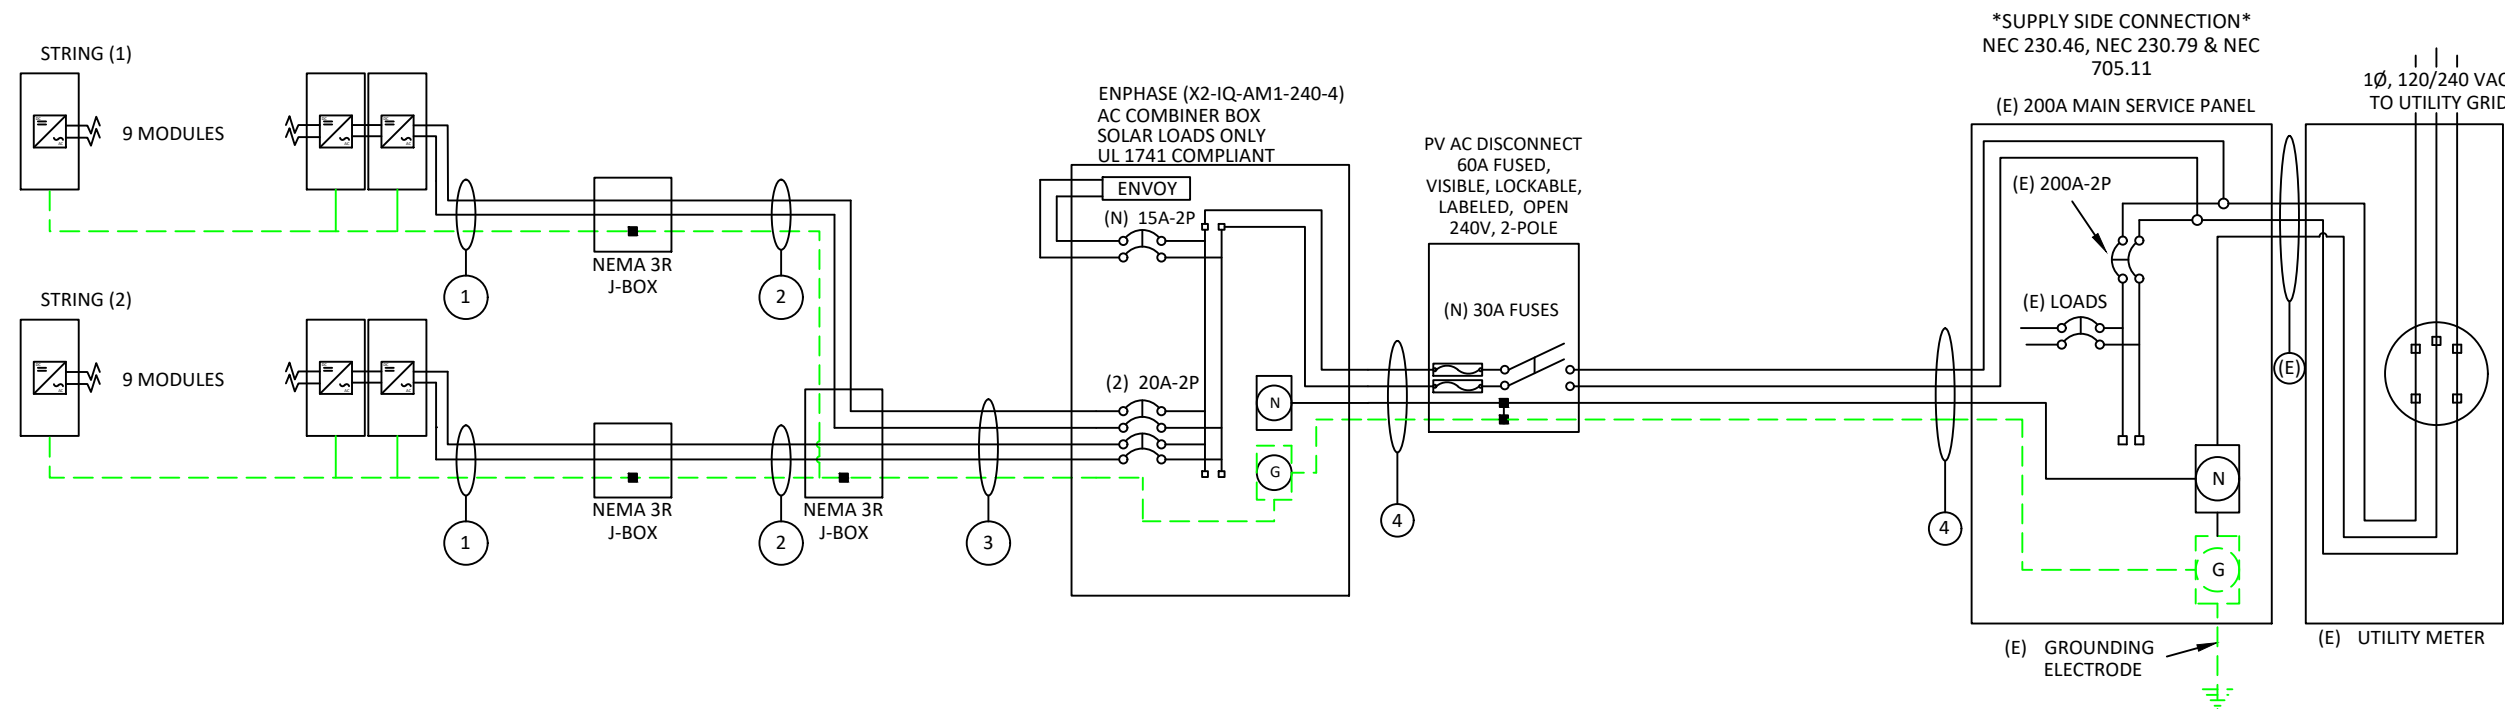 *SUPPLY SIDE CONNECTION*
NEC 230.46, NEC 230.79 & NEC
705.11
STRING (1)
9 MODULES
NEMA 3R
J-BOX
1
2
STRING (2)
9 MODULES
NEMA 3R
J-BOX
NEMA 3R
J-BOX
1
2
3
ENPHASE (X2-IQ-AM1-240-4)
AC COMBINER BOX
SOLAR LOADS ONLY
UL 1741 COMPLIANT
ENVOY
(N) 15A-2P
(2) 20A-2P
N
G
PV AC DISCONNECT
60A FUSED,
VISIBLE, LOCKABLE,
LABELED, OPEN
240V, 2-POLE
(N) 30A FUSES
4
4
(E) 200A MAIN SERVICE PANEL
(E) 200A-2P
(E) LOADS
N
G
(E) GROUNDING
ELECTRODE
(E)
1Ø, 120/240 VAC
TO UTILITY GRID
(E) UTILITY METER